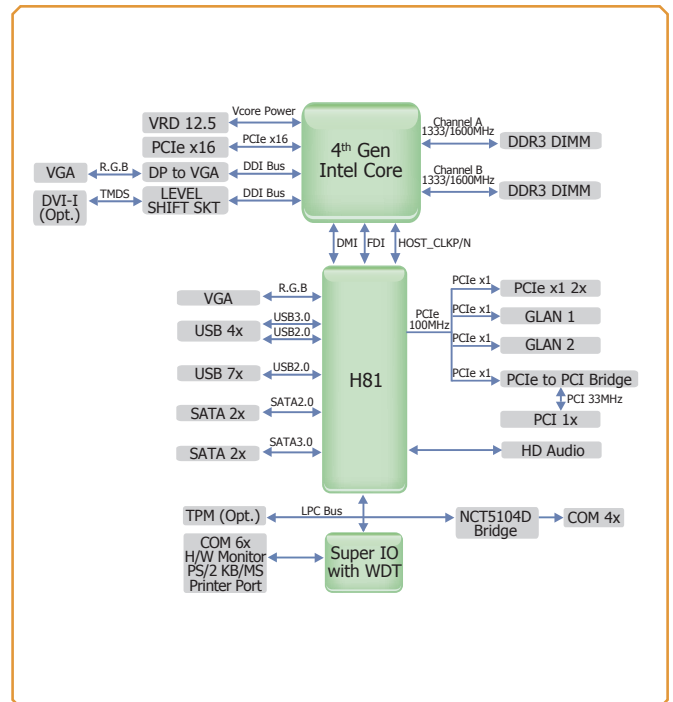 Vcore Power
VRD 12.5
PCIe x16
PCIe x16
VGA
R.G.B
DP to VGA
DDI Bus
DVI-I
(Opt.)
TMDS
LEVEL
SHIFT SKT
DDI Bus
4th Gen
Intel Core
Channel A
1333/1600MHz
DDR3 DIMM
Channel B
1333/1600MHz
DDR3 DIMM
DMI
FDI
HOST_CLKP/N
VGA
R.G.B
USB 4x
USB3.0
USB2.0
USB 7x
USB2.0
SATA 2x
SATA2.0
SATA 2x
SATA3.0
H81
PCIe
100MHz
PCIe x1
PCIe x1 2x
PCIe x1
GLAN 1
PCIe x1
GLAN 2
PCIe x1
PCIe to PCI Bridge
PCI 33MHz
PCI 1x
HD Audio
TPM (Opt.)
LPC Bus
NCT5104D
Bridge
COM 4x
COM 6x
H/W Monitor
PS/2 KB/MS
Printer Port
Super IO
with WDT